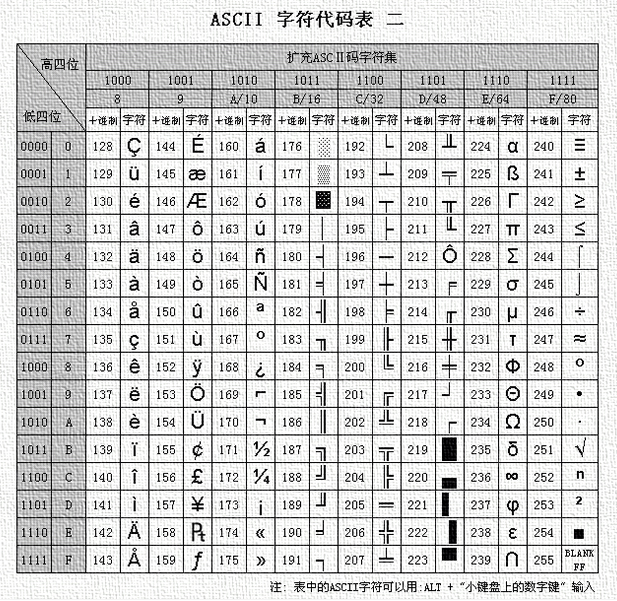 ASCII 字符代码表 二
高四位
扩充ASCⅡ码字符集
1000 1001 1010 1011 1100 1101 1110 1111
8 9 A/10 B/16 C/32 D/48 E/64 F/80
低四位
十进制 字符 十进制 字符 十进制 字符 十进制 字符 十进制 字符 十进制 字符 十进制 字符 十进制 字符
0000 0 128 Ç 144 É 160 á 176 ░ 192 └ 208 ╨ 224 α 240 ≡
0001 1 129 ü 145 æ 161 í 177 ▒ 193 ┴ 209 ╤ 225 ß 241 ±
0010 2 130 é 146 Æ 162 ó 178 ▓ 194 ┬ 210 ╥ 226 Γ 242 ≥
0011 3 131 â 147 ô 163 ú 179 │ 195 ├ 211 ╙ 227 π 243 ≤
0100 4 132 ä 148 ö 164 ñ 180 ┤ 196 ─ 212 Ô 228 Σ 244 ⌠
0101 5 133 à 149 ò 165 Ñ 181 ╡ 197 ┼ 213 ╒ 229 σ 245 ⌡
0110 6 134 å 150 û 166 ª 182 ╢ 198 ╞ 214 ╓ 230 µ 246 ÷
0111 7 135 ç 151 ù 167 º 183 ╖ 199 ╟ 215 ╫ 231 τ 247 ≈
1000 8 136 ê 152 ÿ 168 ¿ 184 ╕ 200 ╚ 216 ╪ 232 Φ 248 °
1001 9 137 ë 153 Ö 169 ⌐ 185 ╣ 201 ╔ 217 ┘ 233 Θ 249 •
1010 A 138 è 154 Ü 170 ¬ 186 ║ 202 ╩ 218 ┌ 234 Ω 250 ·
1011 B 139 ï 155 ¢ 171 ½ 187 ╗ 203 ╦ 219 █ 235 δ 251 √
1100 C 140 î 156 £ 172 ¼ 188 ╝ 204 ╠ 220 ▄ 236 ∞ 252 ⁿ
1101 D 141 ì 157 ¥ 173 ¡ 189 ╜ 205 ═ 221 ▌ 237 φ 253 ²
1110 E 142 Ä 158 ₧ 174 « 190 ╛ 206 ╬ 222 ▐ 238 ε 254 ■
1111 F 143 Å 159 ƒ 175 » 191 ┐ 207 ╧ 223 ▀ 239 ∩ 255 BLANK FF
注: 表中的ASCII字符可以用:ALT + "小键盘上的数字键" 输入